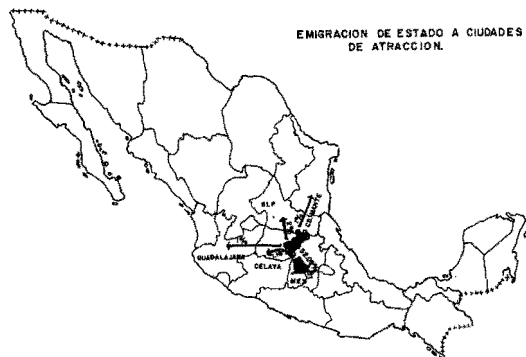 EMIGRACION DE ESTADO A CIUDADES
DE ATRACCION.
SLP
GUADALAJARA
CELAYA
MEX